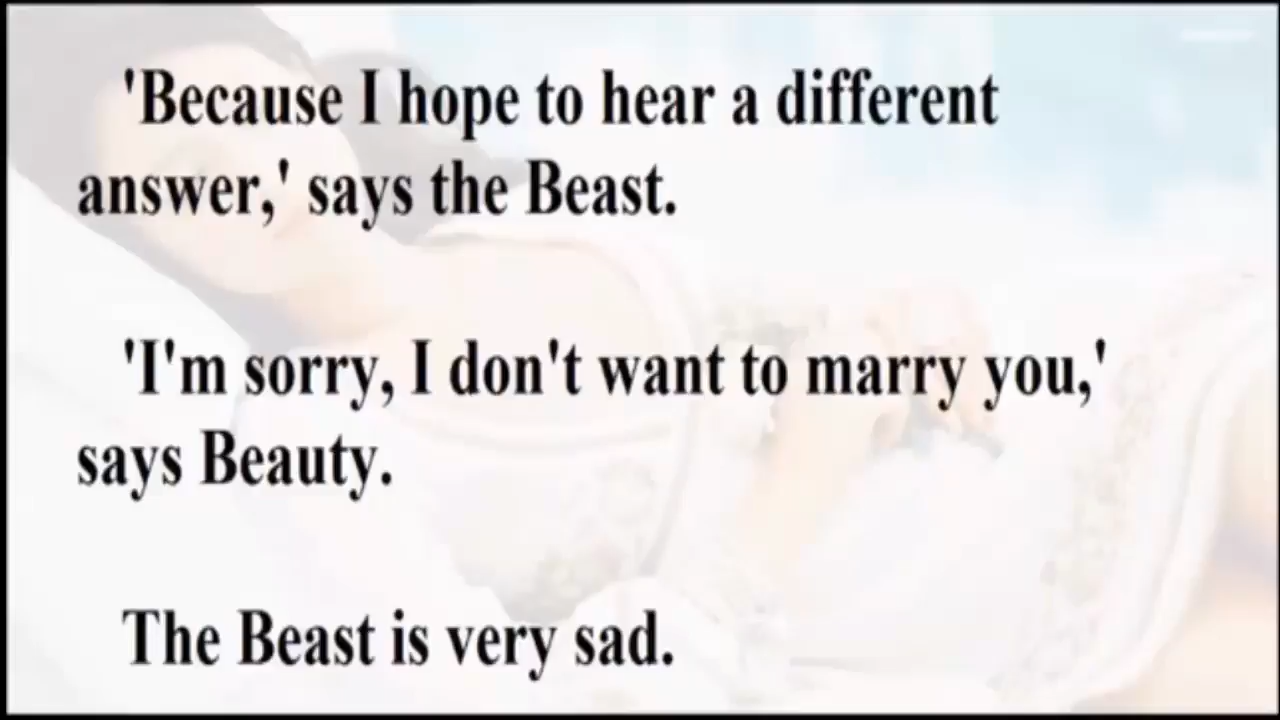 'Because I hope to hear a different
answer,' says the Beast.
'I'm sorry, I don't want to marry you,'
says Beauty.
The Beast is very sad.